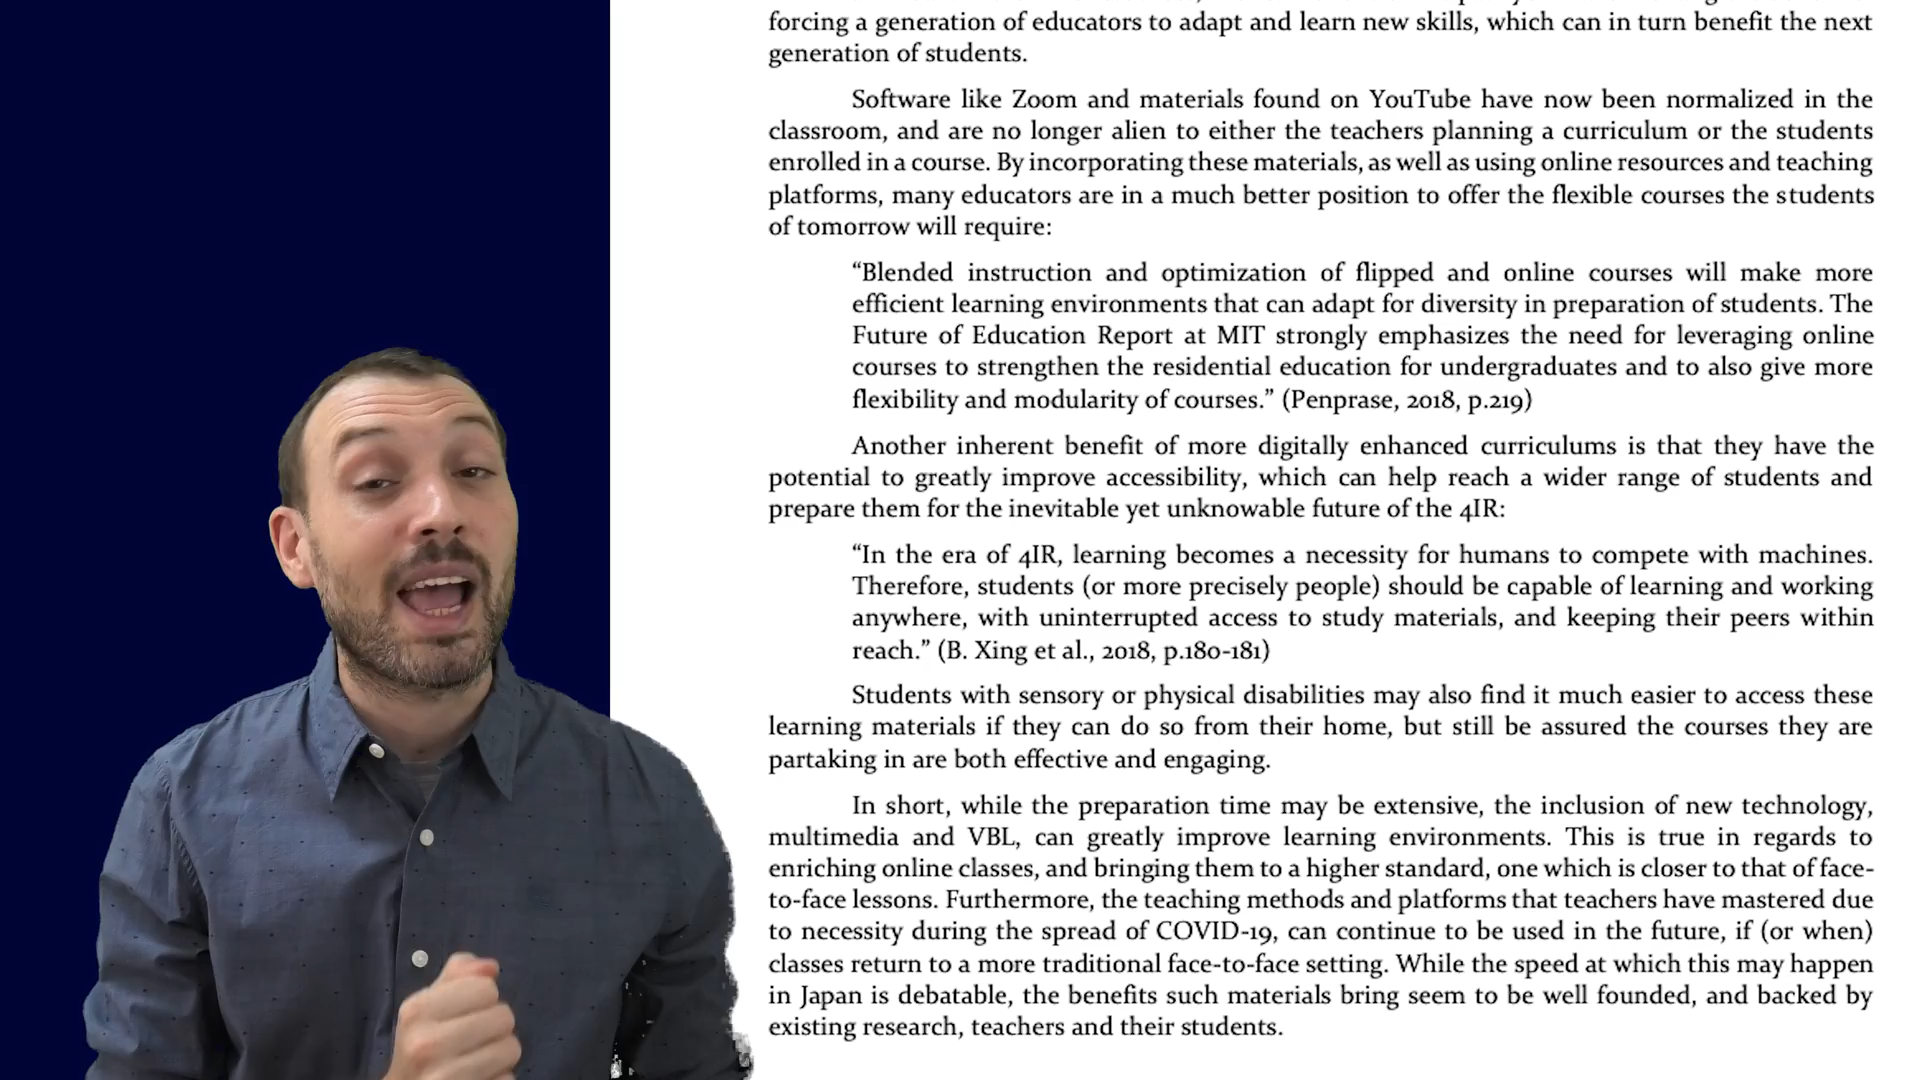 forcing a generation of educators to adapt and learn new skills, which can in turn benefit the next
generation of students.
Software like Zoom and materials found on YouTube have now been normalized in the
classroom, and are no longer alien to either the teachers planning a curriculum or the students
enrolled in a course. By incorporating these materials, as well as using online resources and teaching
platforms, many educators are in a much better position to offer the flexible courses the students
of tomorrow will require:
“Blended instruction and optimization of flipped and online courses will make more
efficient learning environments that can adapt for diversity in preparation of students. The
Future of Education Report at MIT strongly emphasizes the need for leveraging online
courses to strengthen the residential education for undergraduates and to also give more
flexibility and modularity of courses.” (Penprase, 2018, p.219)
Another inherent benefit of more digitally enhanced curriculums is that they have the
potential to greatly improve accessibility, which can help reach a wider range of students and
prepare them for the inevitable yet unknowable future of the 4IR:
“In the era of 4IR, learning becomes a necessity for humans to compete with machines.
Therefore, students (or more precisely people) should be capable of learning and working
anywhere, with uninterrupted access to study materials, and keeping their peers within
reach.” (B. Xing et al., 2018, p.180-181)
Students with sensory or physical disabilities may also find it much easier to access these
learning materials if they can do so from their home, but still be assured the courses they are
partaking in are both effective and engaging.
In short, while the preparation time may be extensive, the inclusion of new technology,
multimedia and VBL, can greatly improve learning environments. This is true in regards to
enriching online classes, and bringing them to a higher standard, one which is closer to that of face-
to-face lessons. Furthermore, the teaching methods and platforms that teachers have mastered due
to necessity during the spread of COVID-19, can continue to be used in the future, if (or when)
classes return to a more traditional face-to-face setting. While the speed at which this may happen
in Japan is debatable, the benefits such materials bring seem to be well founded, and backed by
existing research, teachers and their students.